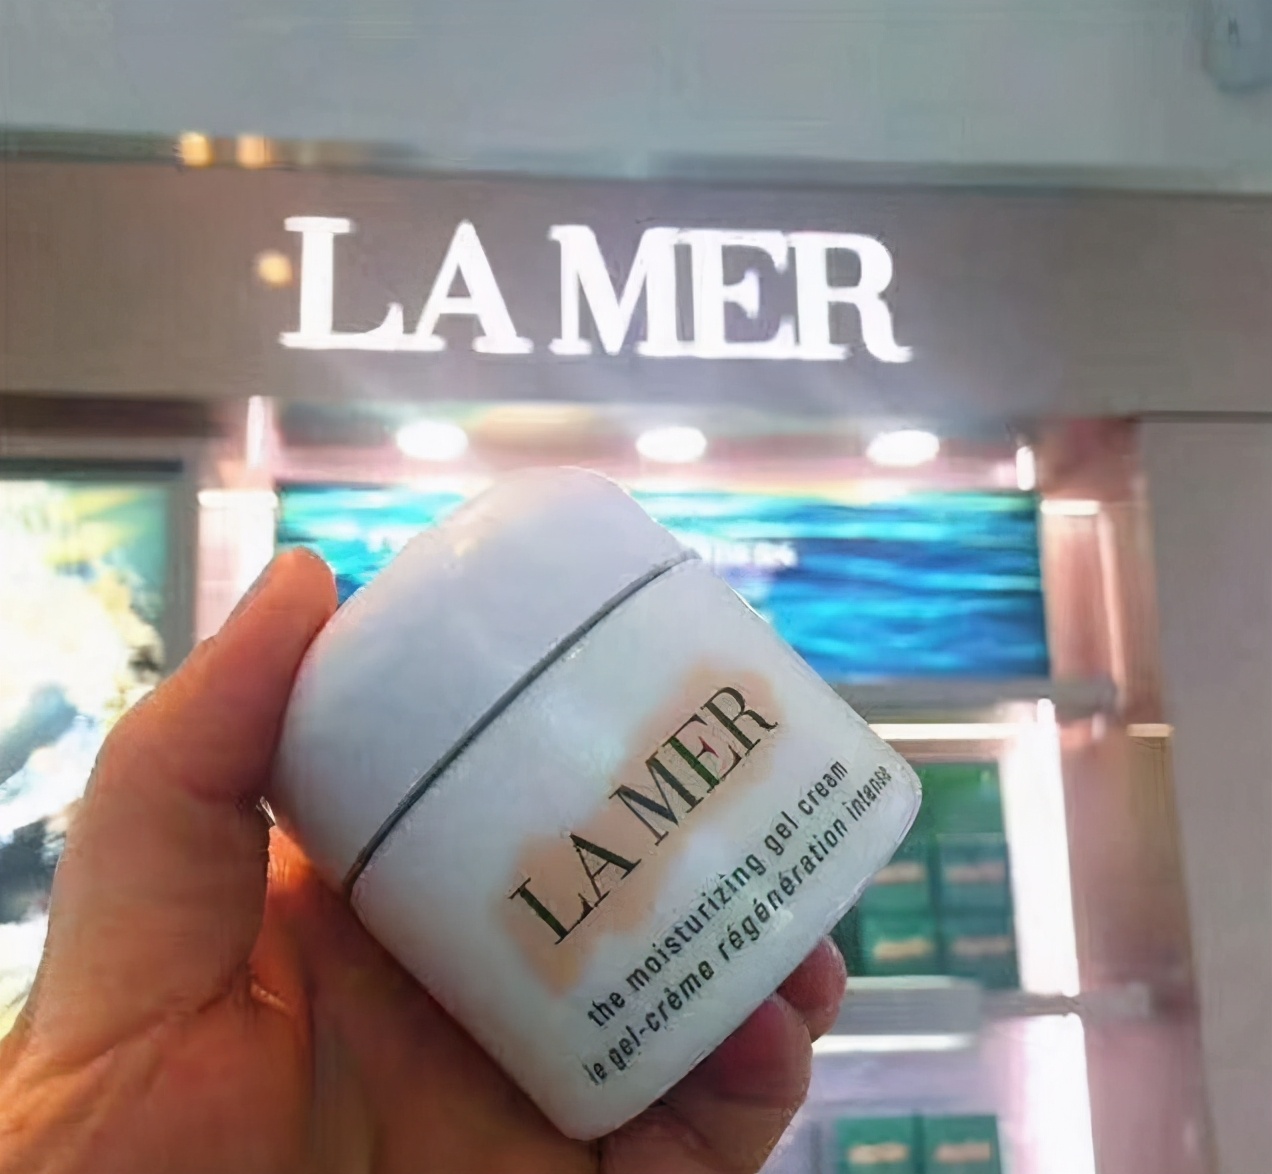 LA MER
LA MER
the moisturizing gel cream
le gel-crème régénération intense